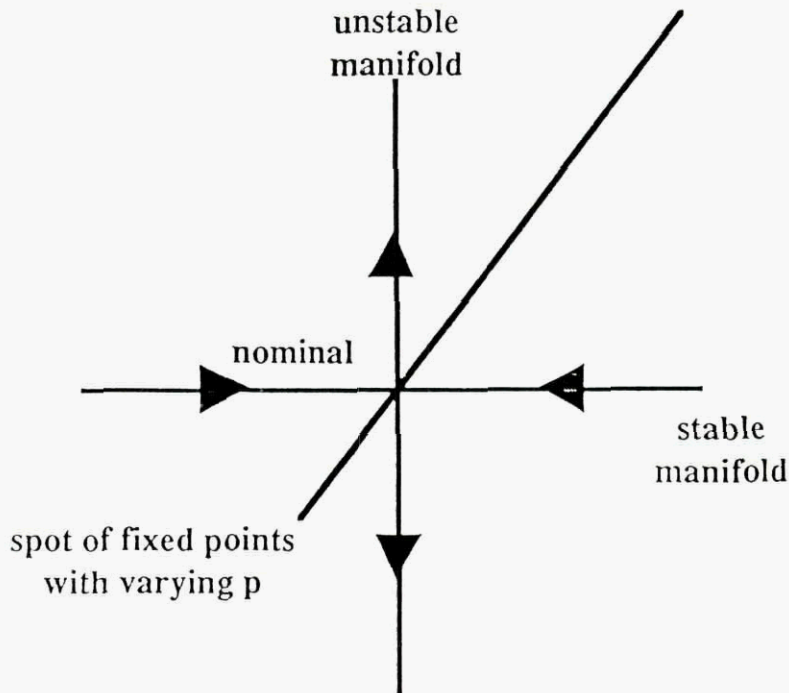 unstable
manifold
nominal
stable
manifold
spot of fixed points
with varying p